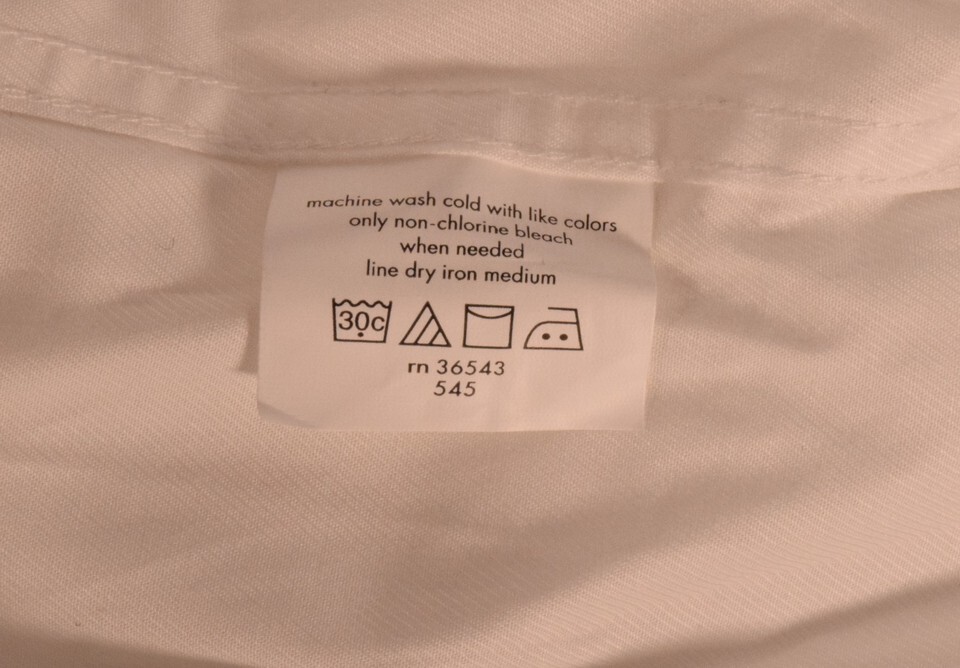 machine wash cold with like colors
only non-chlorine bleach
when needed
line dry iron medium
30c
rn 36543
545